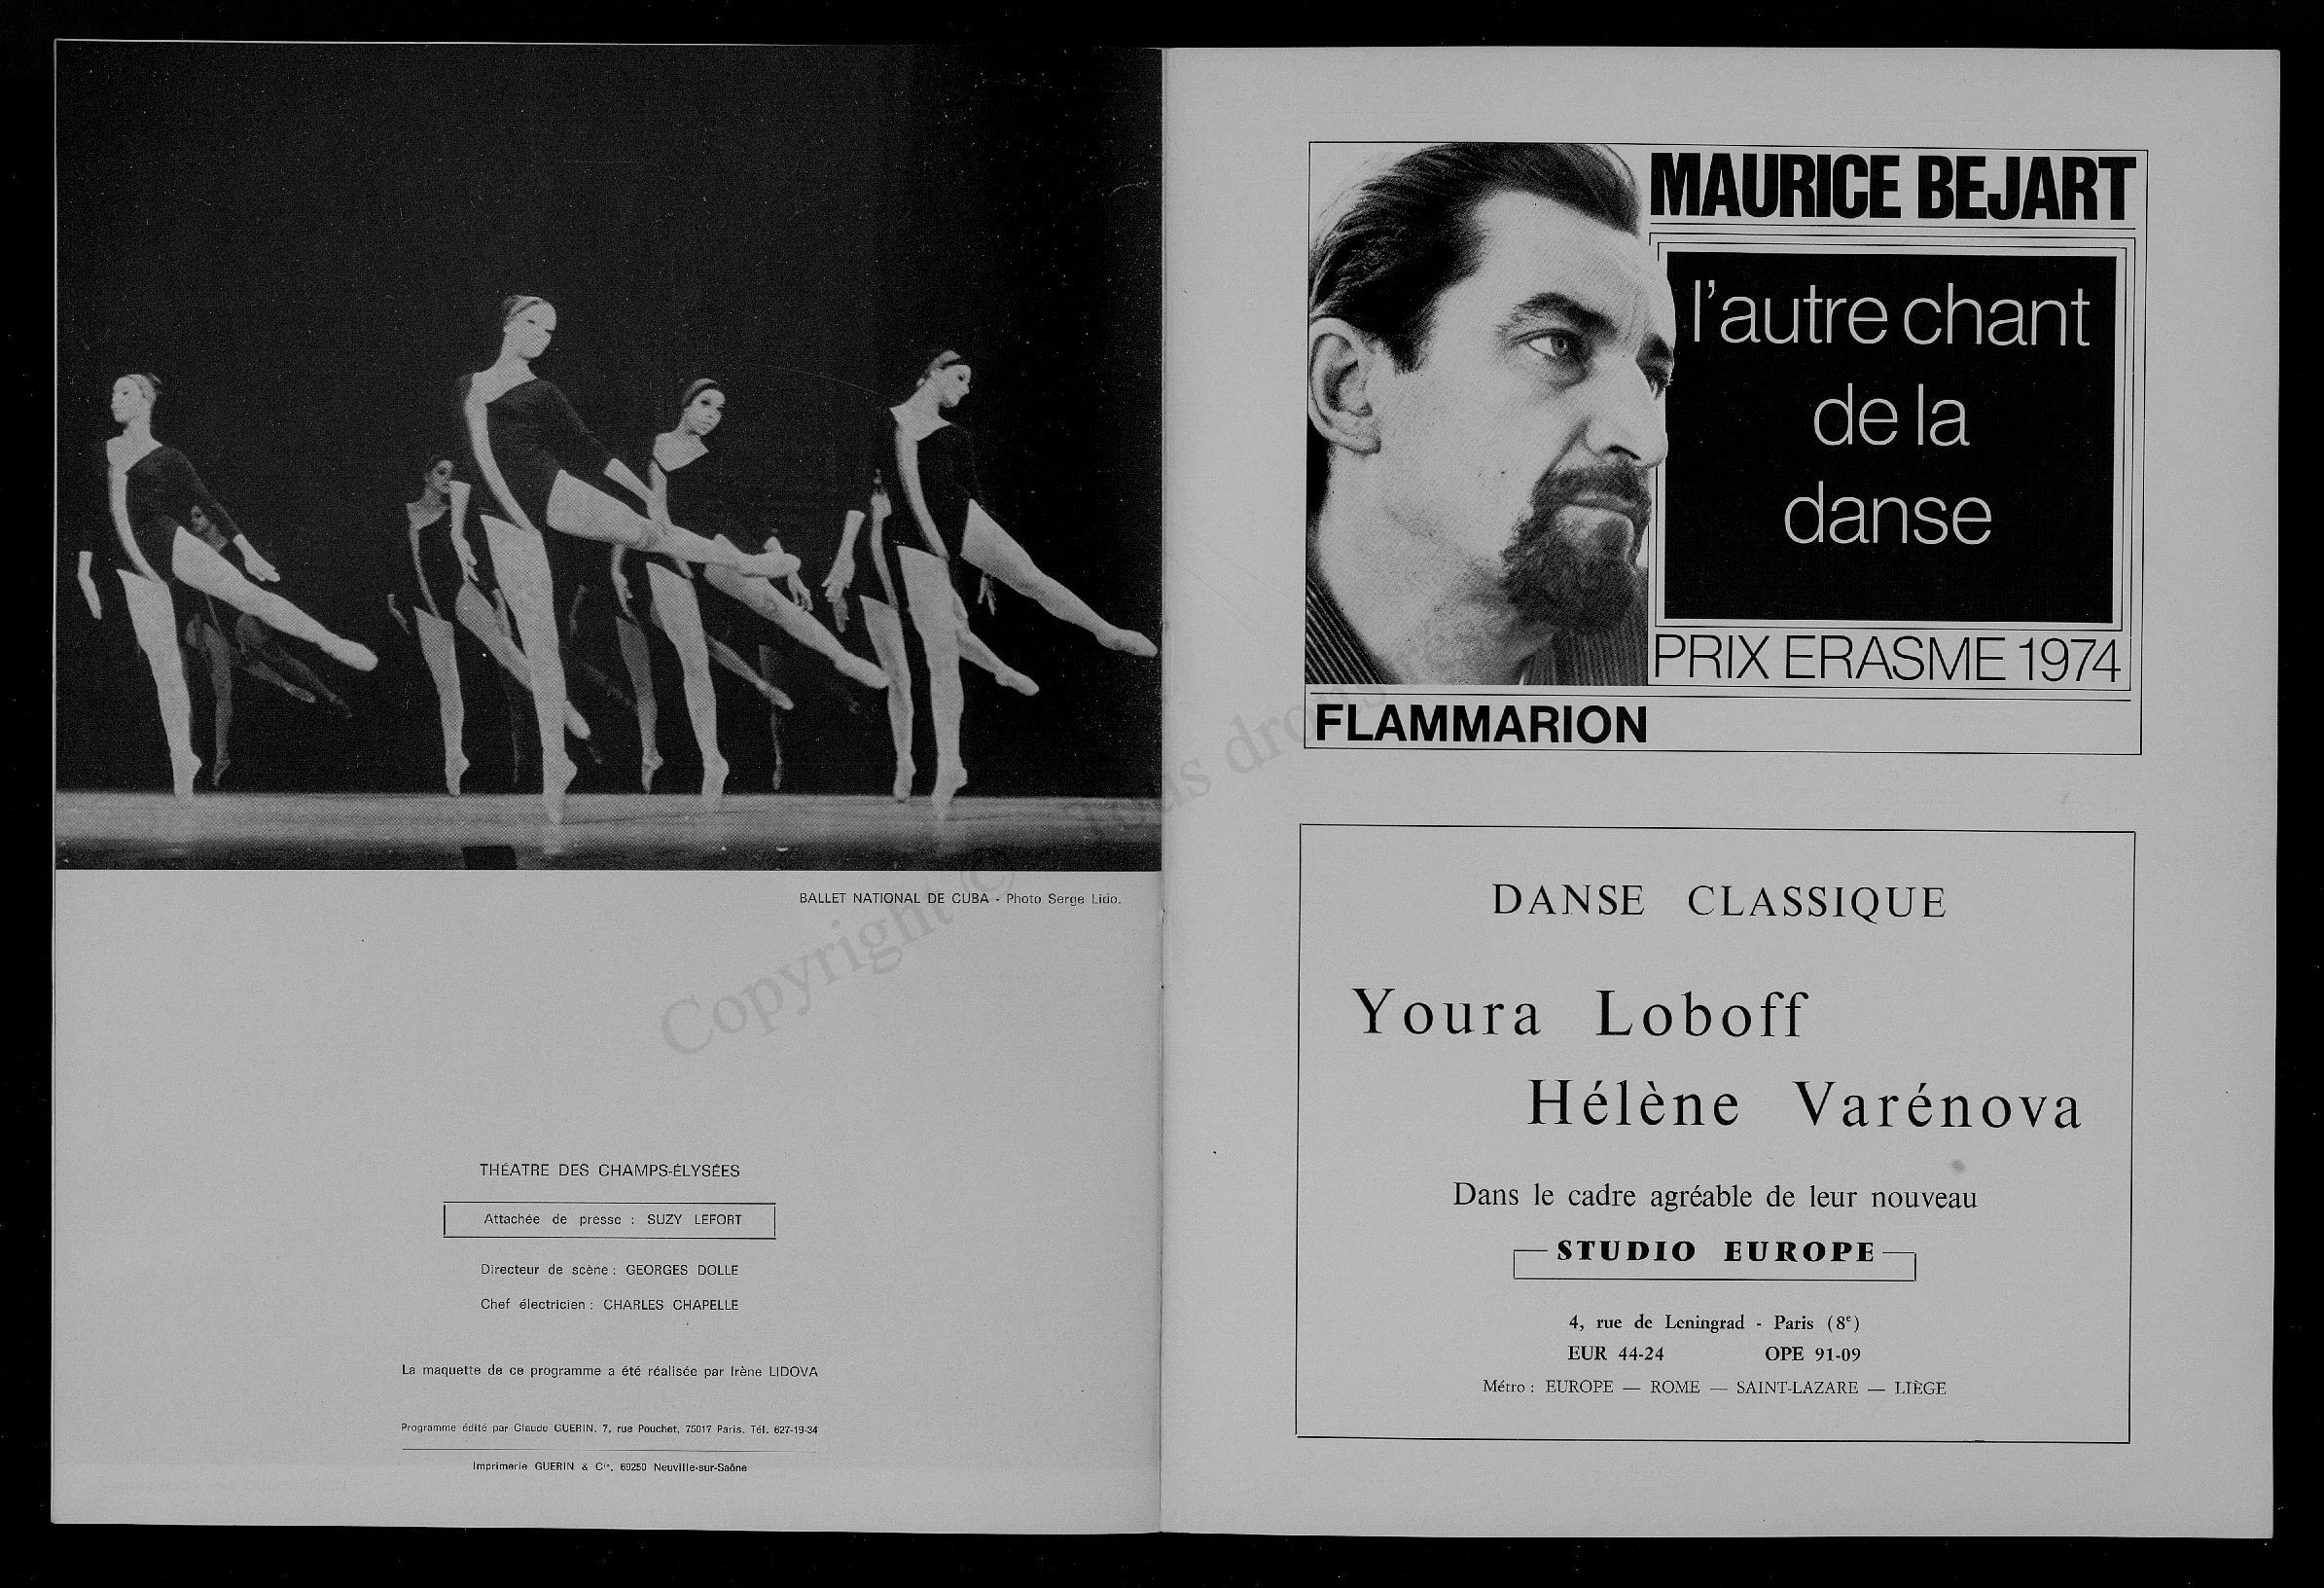 BALLET NATIONAL DE CUBA - Photo Serge Lido.
THÉATRE DES CHAMPS-ÉLYSÉES
Attachée de presse : SUZY LEFORT
Directeur de scène : GEORGES DOLLE
Chef électricien : CHARLES CHAPELLE
La maquette de ce programme a été réalisée par Irène LIDOVA
Programme édité par Claude GUERIN. 7, rue Pouchet, 75017 Paris. Tél. 627-19-34
Imprimerie GUERIN & Cie, 69250 Neuville-sur-Saône
MAURICE BEJART
l'autre chant
de la
danse
PRIX ERASME 1974
FLAMMARION
DANSE CLASSIQUE
Youra Loboff
Hélène Varénova
Dans le cadre agréable de leur nouveau
STUDIO EUROPE
4, rue de Leningrad - Paris (8e)
EUR 44-24 OPE 91-09
Métro : EUROPE — ROME — SAINT-LAZARE — LIÈGE
Copyright © Tous